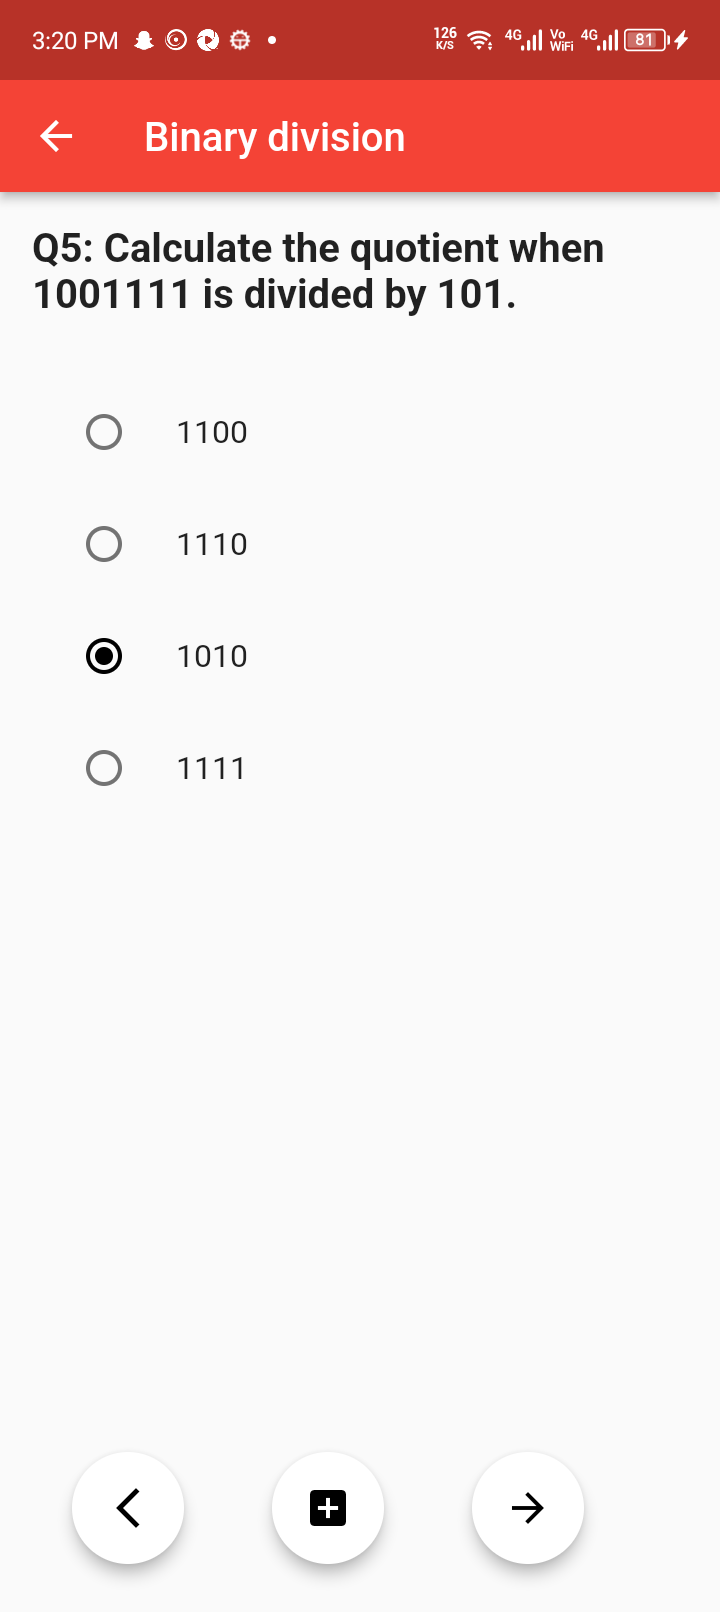 3:20 PM 126 K/S 4G Vo WiFi 4G 81
Binary division
Q5: Calculate the quotient when
1001111 is divided by 101.
1100
1110
1010
1111